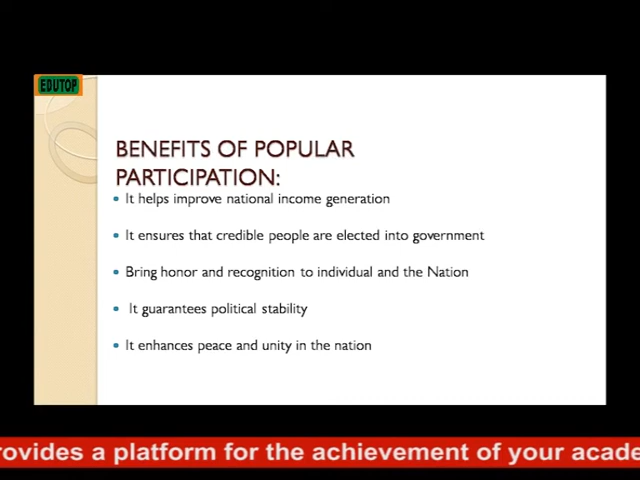 EDUTOP
BENEFITS OF POPULAR
PARTICIPATION:
It helps improve national income generation
It ensures that credible people are elected into government
Bring honor and recognition to individual and the Nation
It guarantees political stability
It enhances peace and unity in the nation
a platform for the achievement of your